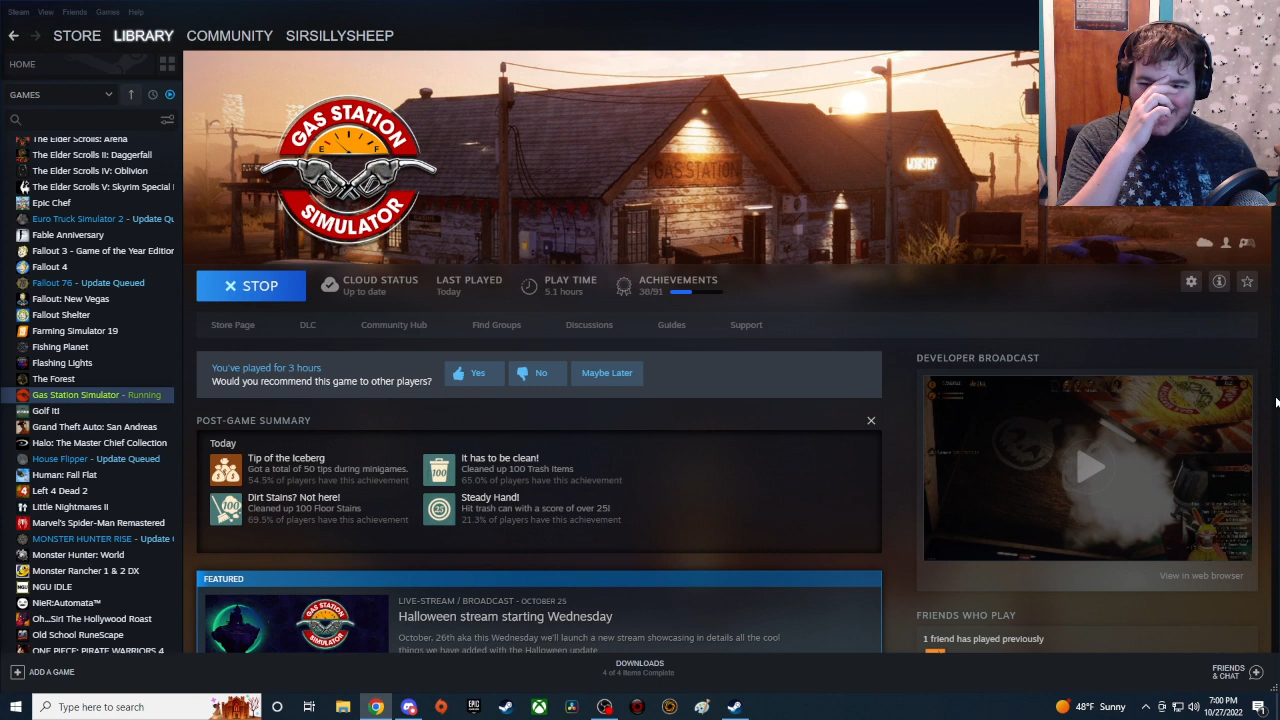 Steam View Friends Games Help
STORE LIBRARY COMMUNITY SIRSILLYSHEEP
HOME
GAMES
The Elder Scrolls: Arena
The Elder Scrolls II: Daggerfall
The Elder Scrolls IV: Oblivion
The Elder Scrolls V: Skyrim Special
Epic Chef
Euro Truck Simulator 2 - Update Qu
Fable Anniversary
Fallout 3 - Game of the Year Edition
Fallout 4
Fallout 76 - Update Queued
Fallout: New Vegas
Fallout Shelter
Farming Simulator 19
Fishing Planet
Flashing Lights
The Forest
Gas Station Simulator - Running
Golf It!
Grand Theft Auto: San Andreas
Halo: The Master Chief Collection
House Flipper - Update Queued
Human: Fall Flat
Left 4 Dead 2
Little Nightmares II
Marvel's Spider-Man Remastered
MONSTER HUNTER RISE - Update
Monster Hunter: World
Monster Rancher 1 & 2 DX
NGU IDLE
NieR:Automata™
Oh...Sir! The Hollywood Roast
Old School RuneScape
ONE PIECE: PIRATE WARRIORS 4
ADD A GAME
GAS STATION
E F
SIMULATOR
GAS STATION
STOP
CLOUD STATUS
Up to date
LAST PLAYED
Today
PLAY TIME
5.1 hours
ACHIEVEMENTS
38/91
Store Page DLC Community Hub Find Groups Discussions Guides Support
You've played for 3 hours
Would you recommend this game to other players?
Yes No Maybe Later
POST-GAME SUMMARY
Today
Tip of the Iceberg
Got a total of 50 tips during minigames.
54.5% of players have this achievement
It has to be clean!
Cleaned up 100 Trash Items
65.0% of players have this achievement
Dirt Stains? Not here!
Cleaned up 100 Floor Stains
69.5% of players have this achievement
Steady Hand!
Hit trash can with a score of over 25!
21.3% of players have this achievement
FEATURED
GAS STATION
SIMULATOR
LIVE-STREAM / BROADCAST - OCTOBER 25
Halloween stream starting Wednesday
October, 26th aka this Wednesday we'll launch a new stream showcasing in details all the cool
things we have added with the Halloween update
DEVELOPER BROADCAST
View in web browser
FRIENDS WHO PLAY
1 friend has played previously
DOWNLOADS
4 of 4 Items Complete
FRIENDS
& CHAT
Type here to search
48°F Sunny
7:00 PM
10/27/2022